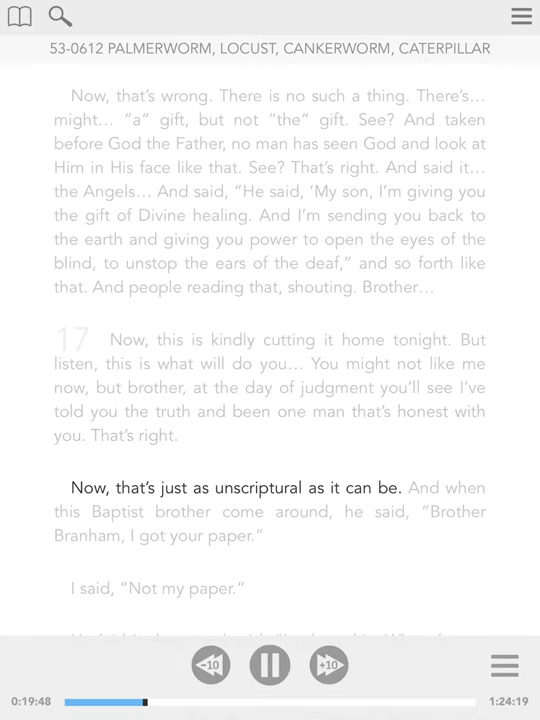 53-0612 PALMERWORM, LOCUST, CANKERWORM, CATERPILLAR
Now, that's wrong. There is no such a thing. There's…
might… “a” gift, but not “the” gift. See? And taken
before God the Father, no man has seen God and look at
Him in His face like that. See? That's right. And said it…
the Angels… And said, “He said, ‘My son, I'm giving you
the gift of Divine healing. And I'm sending you back to
the earth and giving you power to open the eyes of the
blind, to unstop the ears of the deaf,” and so forth like
that. And people reading that, shouting. Brother…
17 Now, this is kindly cutting it home tonight. But
listen, this is what will do you… You might not like me
now, but brother, at the day of judgment you'll see I've
told you the truth and been one man that's honest with
you. That's right.
Now, that's just as unscriptural as it can be. And when
this Baptist brother come around, he said, “Brother
Branham, I got your paper.”
I said, “Not my paper.”
-10
+10
0:19:48
1:24:19